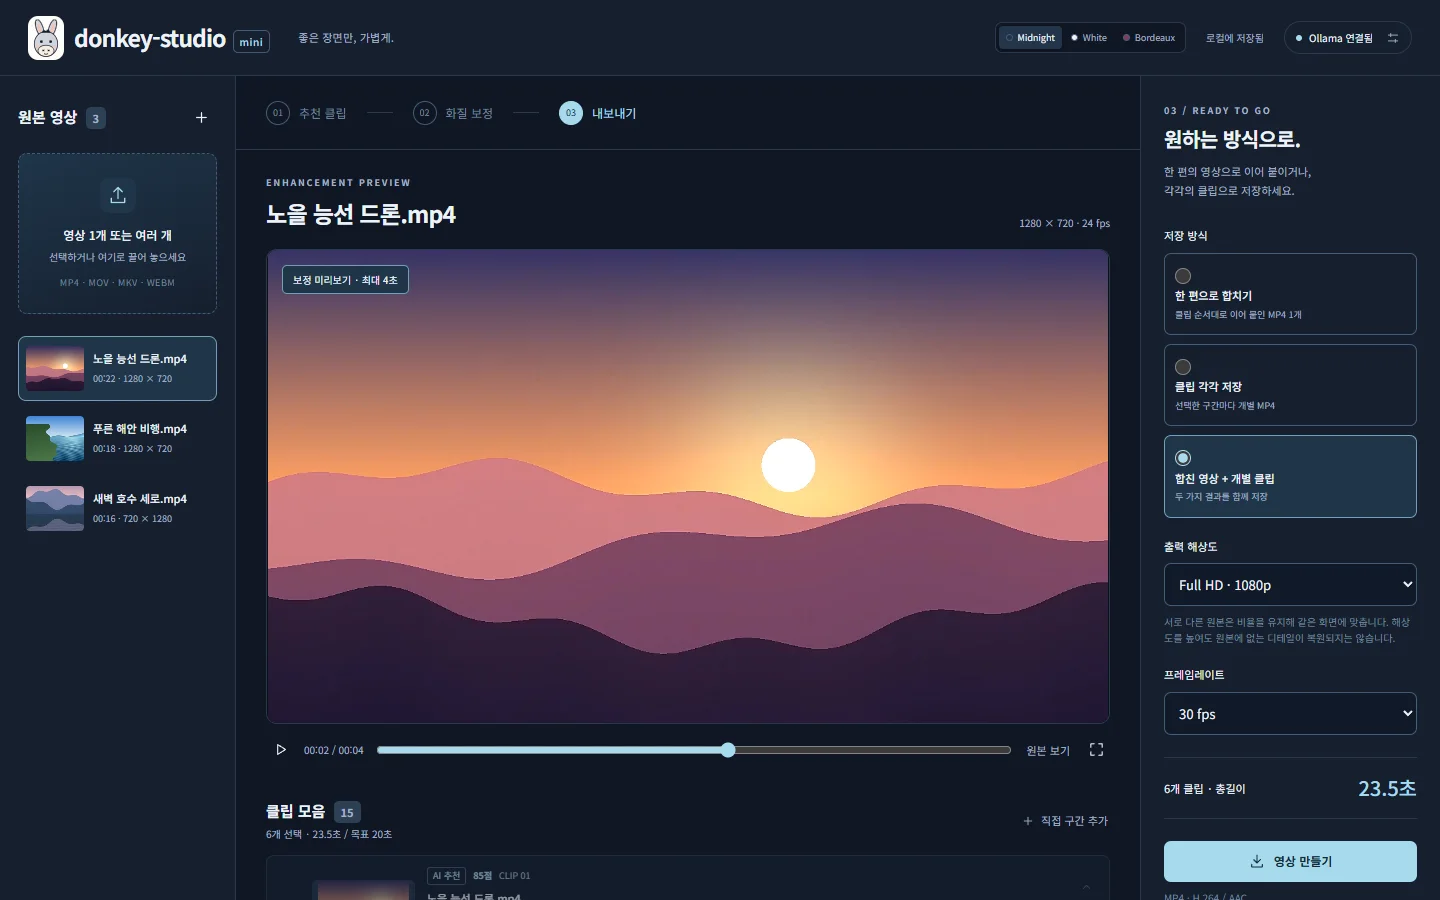 donkey-studio mini
좋은 장면만, 가볍게.
Midnight White Bordeaux
로컬에 저장됨
Ollama 연결됨
원본 영상 3
영상 1개 또는 여러 개
선택하거나 여기로 끌어 놓으세요
MP4 · MOV · MKV · WEBM
노을 능선 드론.mp4
00:22 · 1280 × 720
푸른 해안 비행.mp4
00:18 · 1280 × 720
새벽 호수 세로.mp4
00:16 · 720 × 1280
01 추천 클립
02 화질 보정
03 내보내기
ENHANCEMENT PREVIEW
노을 능선 드론.mp4
1280 × 720 · 24 fps
보정 미리보기 · 최대 4초
00:02 / 00:04
원본 보기
클립 모음 15
6개 선택 · 23.5초 / 목표 20초
직접 구간 추가
AI 추천 85점 CLIP 01
노을 능선 드론.mp4
03 / READY TO GO
원하는 방식으로.
한 편의 영상으로 이어 붙이거나,
각각의 클립으로 저장하세요.
저장 방식
한 편으로 합치기
클립 순서대로 이어 붙인 MP4 1개
클립 각각 저장
선택한 구간마다 개별 MP4
합친 영상 + 개별 클립
두 가지 결과를 함께 저장
출력 해상도
Full HD · 1080p
서로 다른 원본은 비율을 유지해 같은 화면에 맞춥니다. 해상
도를 높여도 원본에 없는 디테일이 복원되지는 않습니다.
프레임레이트
30 fps
6개 클립 · 총길이
23.5초
영상 만들기
MP4 · H.264 / AAC